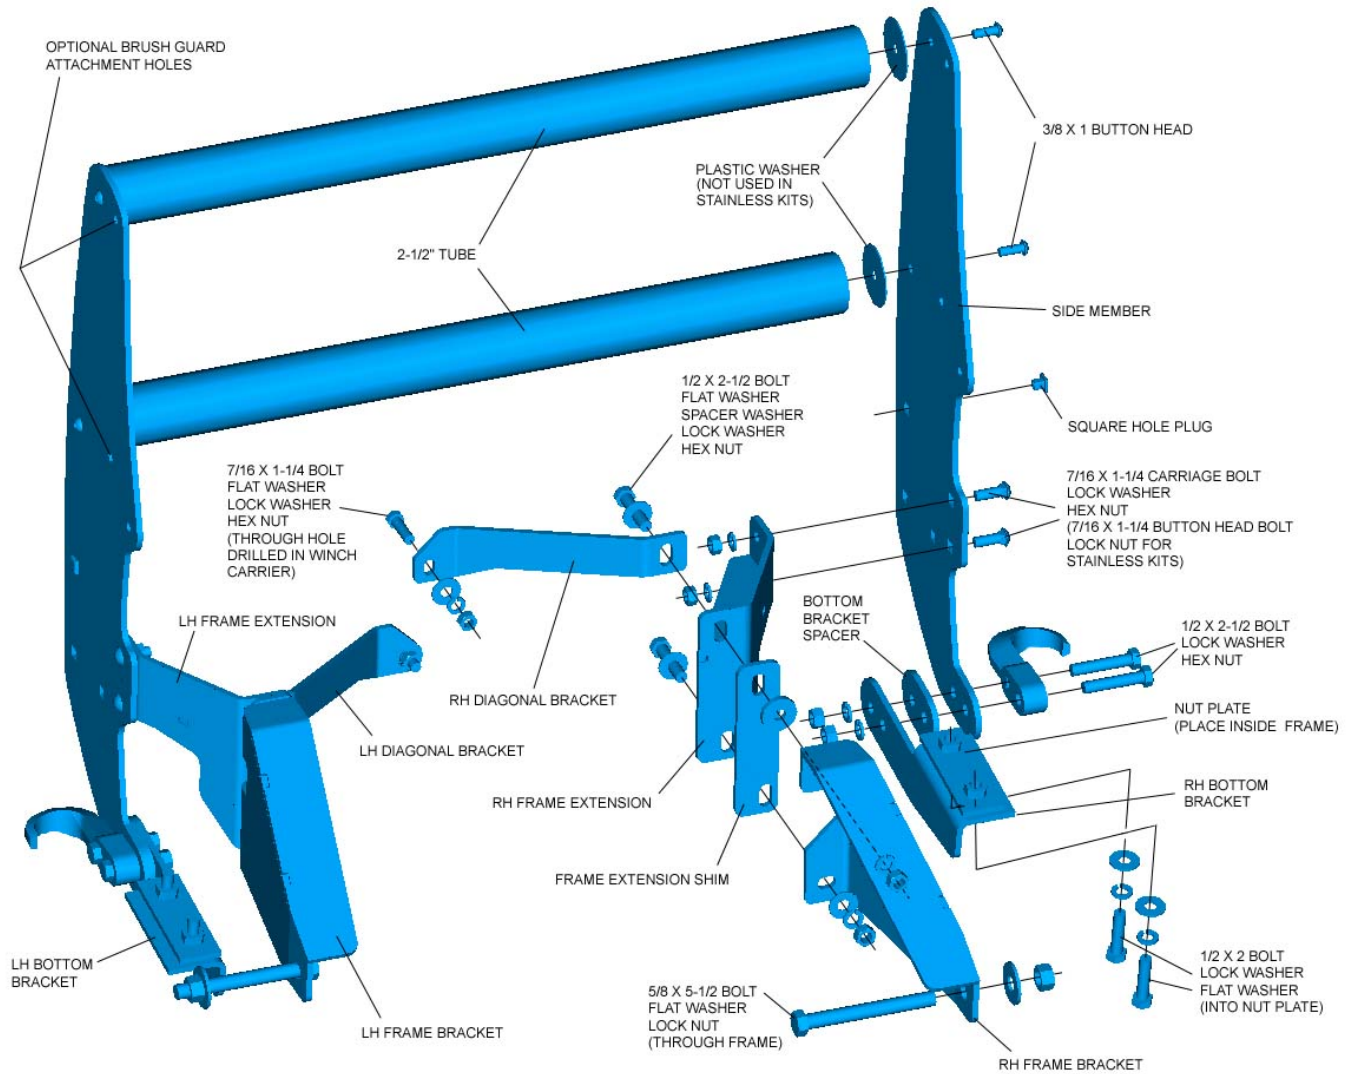 OPTIONAL BRUSH GUARD
ATTACHMENT HOLES
3/8 X 1 BUTTON HEAD
PLASTIC WASHER
(NOT USED IN
STAINLESS KITS)
2-1/2" TUBE
SIDE MEMBER
1/2 X 2-1/2 BOLT
FLAT WASHER
SPACER WASHER
LOCK WASHER
HEX NUT
SQUARE HOLE PLUG
7/16 X 1-1/4 BOLT
FLAT WASHER
LOCK WASHER
HEX NUT
(THROUGH HOLE
DRILLED IN WINCH
CARRIER)
7/16 X 1-1/4 CARRIAGE BOLT
LOCK WASHER
HEX NUT
(7/16 X 1-1/4 BUTTON HEAD BOLT
LOCK NUT FOR
STAINLESS KITS)
LH FRAME EXTENSION
BOTTOM
BRACKET
SPACER
1/2 X 2-1/2 BOLT
LOCK WASHER
HEX NUT
RH DIAGONAL BRACKET
NUT PLATE
(PLACE INSIDE FRAME)
LH DIAGONAL BRACKET
RH FRAME EXTENSION
RH BOTTOM
BRACKET
FRAME EXTENSION SHIM
LH BOTTOM
BRACKET
1/2 X 2 BOLT
LOCK WASHER
FLAT WASHER
(INTO NUT PLATE)
5/8 X 5-1/2 BOLT
FLAT WASHER
LOCK NUT
(THROUGH FRAME)
LH FRAME BRACKET
RH FRAME BRACKET